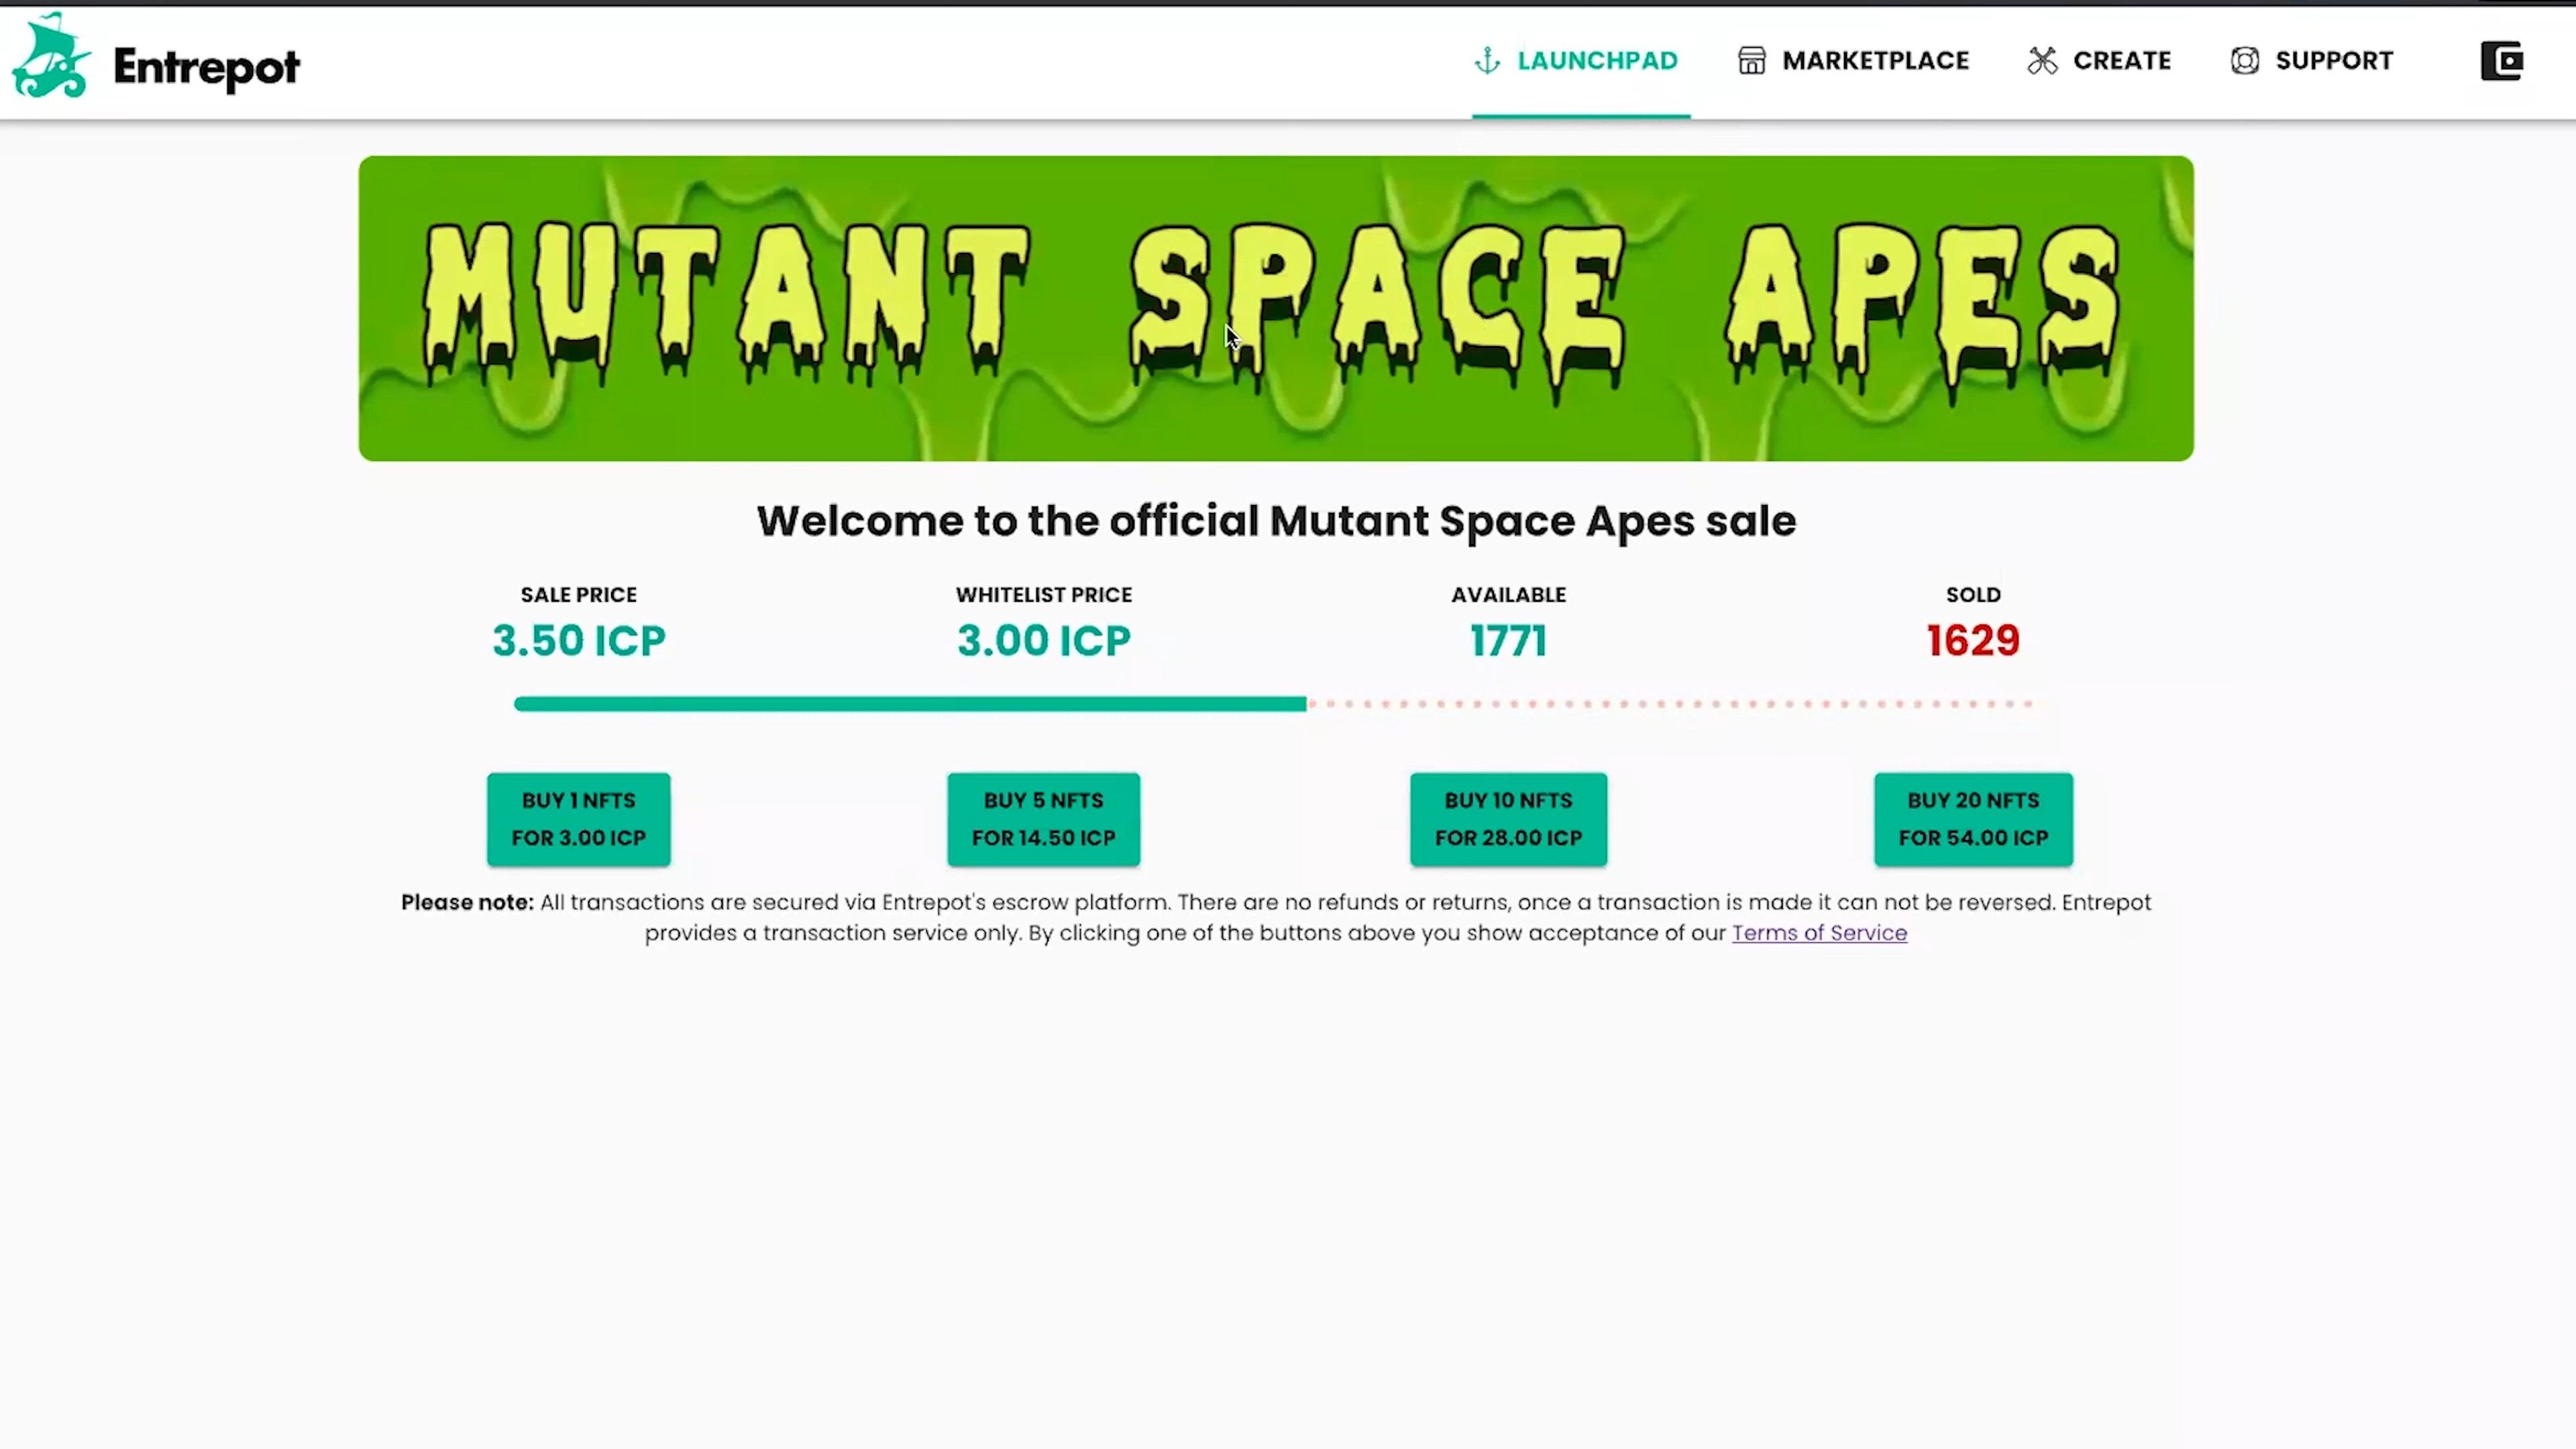 Entrepot
LAUNCHPAD
MARKETPLACE
CREATE
SUPPORT
MUTANT SPACE APES
Welcome to the official Mutant Space Apes sale
SALE PRICE
3.50 ICP
WHITELIST PRICE
3.00 ICP
AVAILABLE
1771
SOLD
1629
BUY 1 NFTS
FOR 3.00 ICP
BUY 5 NFTS
FOR 14.50 ICP
BUY 10 NFTS
FOR 28.00 ICP
BUY 20 NFTS
FOR 54.00 ICP
Please note: All transactions are secured via Entrepot's escrow platform. There are no refunds or returns, once a transaction is made it can not be reversed. Entrepot
provides a transaction service only. By clicking one of the buttons above you show acceptance of our Terms of Service